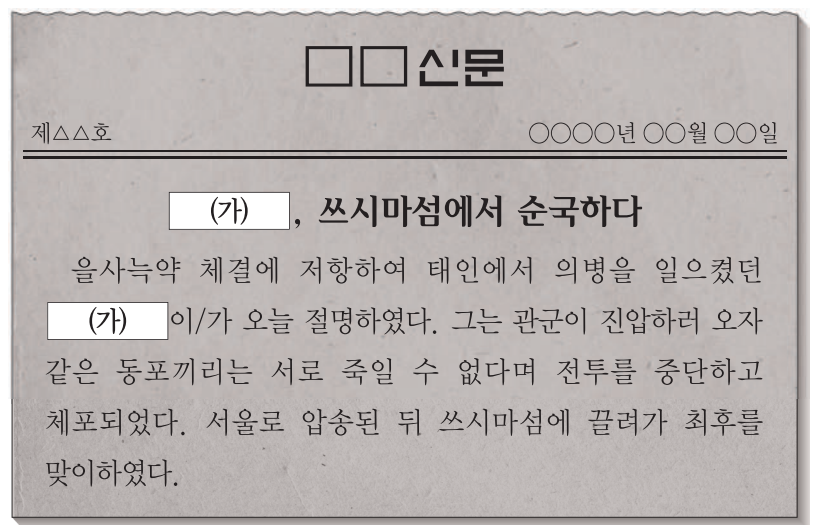 □□신문
제△△호 ○○○○년 ○○월 ○○일
(가) , 쓰시마섬에서 순국하다
을사늑약 체결에 저항하여 태인에서 의병을 일으켰던
(가) 이/가 오늘 절명하였다. 그는 관군이 진압하러 오자
같은 동포끼리는 서로 죽일 수 없다며 전투를 중단하고
체포되었다. 서울로 압송된 뒤 쓰시마섬에 끌려가 최후를
맞이하였다.